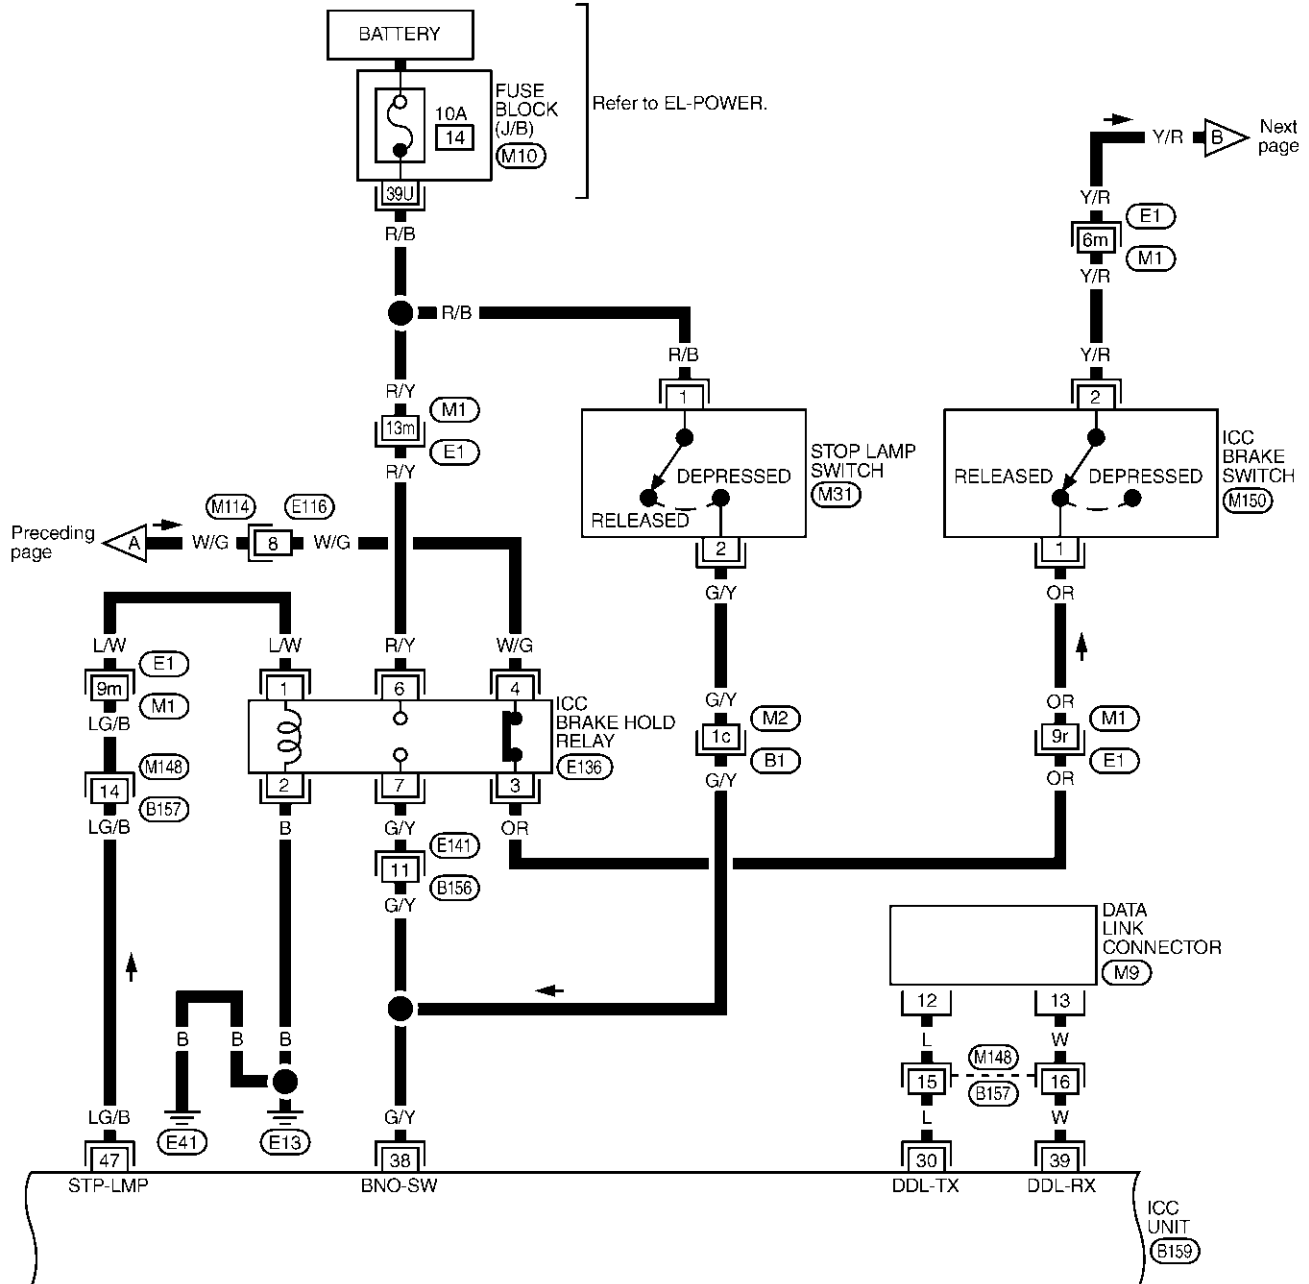 BATTERY
FUSE
BLOCK
(J/B)
M10
10A
14
39U
Refer to EL-POWER.
Next
page
B
Y/R
Y/R
E1
6m
M1
Y/R
Y/R
R/B
R/B
R/B
R/Y
M1
13m
E1
R/Y
1
DEPRESSED
RELEASED
STOP LAMP
SWITCH
M31
2
2
RELEASED
DEPRESSED
ICC
BRAKE
SWITCH
M150
1
Preceding
page
A
W/G
M114
E116
8
W/G
G/Y
OR
L/W
L/W
R/Y
W/G
E1
9m
M1
LG/B
1
6
4
ICC
BRAKE HOLD
RELAY
E136
2
7
3
G/Y
M2
1c
B1
G/Y
OR
M1
9r
E1
OR
M148
14
B157
LG/B
B
G/Y
OR
E141
11
B156
G/Y
DATA
LINK
CONNECTOR
M9
12
13
L
W
M148
15
16
B157
L
W
B
B
B
LG/B
E41
E13
G/Y
47
38
30
39
STP-LMP
BNO-SW
DDL-TX
DDL-RX
ICC
UNIT
B159